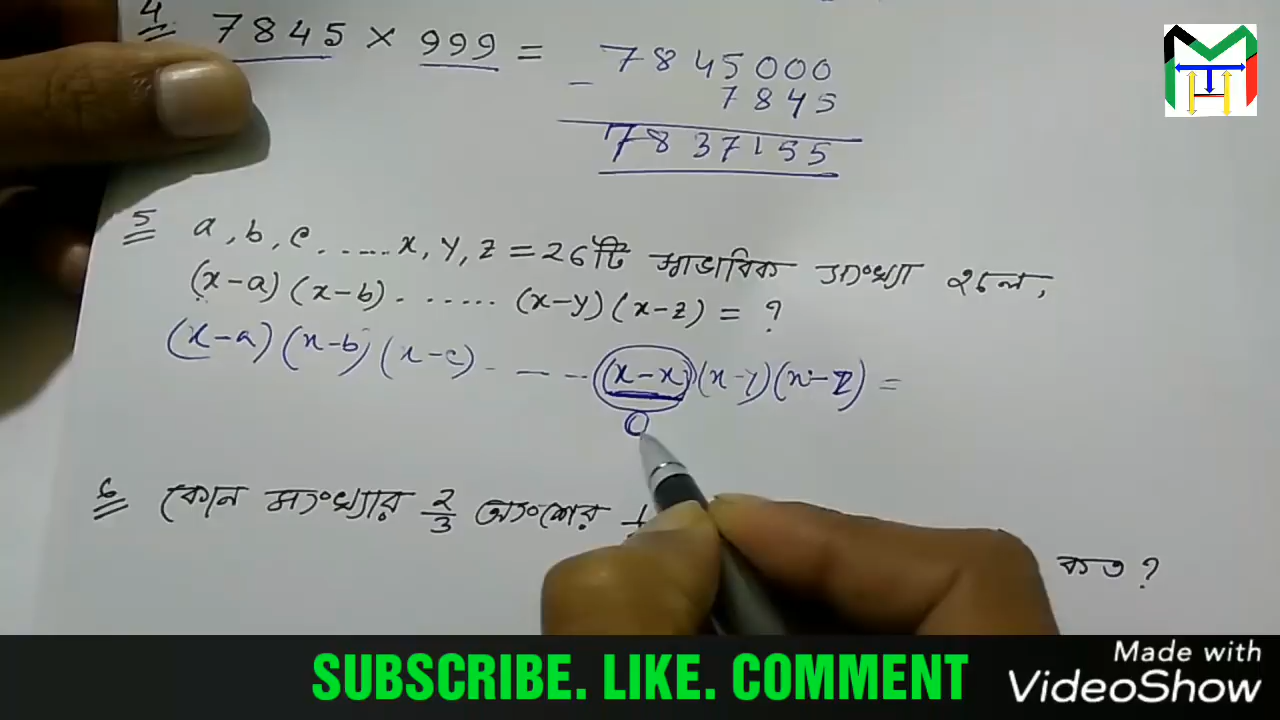 4 7845 × 999 = 7845000
- 7845
7837155
5 a, b, c.....x, y, z = 26টি স্বাভাবিক সংখ্যা হলে,
(x-a) (x-b)....... (x-y) (x-z) = ?
(x-a) (x-b) (x-c) - - - - (x-x) (x-y) (x-z) =
0
6 কোন সংখ্যার 2/3 অংশের
কত ?
SUBSCRIBE. LIKE. COMMENT
Made with
VideoShow
MTH